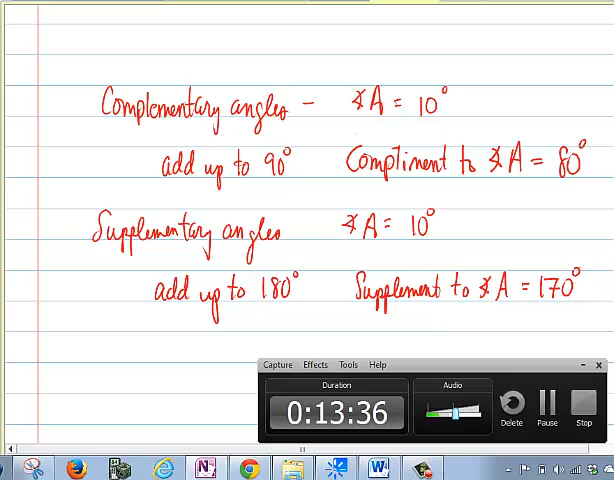 Complementary angles – ∡A = 10°
add up to 90° Compliment to ∡A = 80°
Supplementary angles ∡A = 10°
add up to 180° Supplement to ∡A = 170°
Capture Effects Tools Help
Duration Audio
0:13:36
Delete Pause Stop